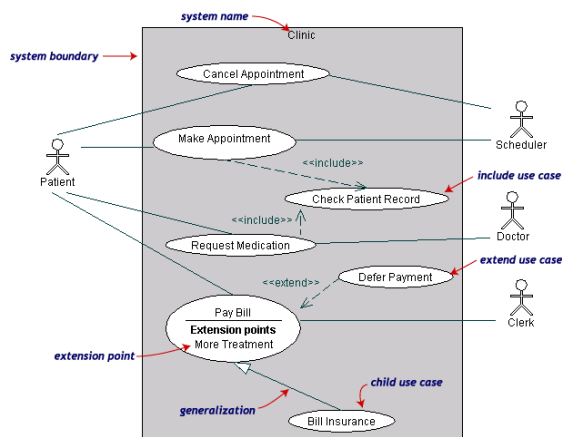 system name
Clinic
system boundary
Cancel Appointment
Make Appointment
Scheduler
<<include>>
Patient
include use case
Check Patient Record
<<include>>
Request Medication
Doctor
extend use case
<<extend>>
Defer Payment
Pay Bill
Extension points
More Treatment
Clerk
extension point
child use case
generalization
Bill Insurance